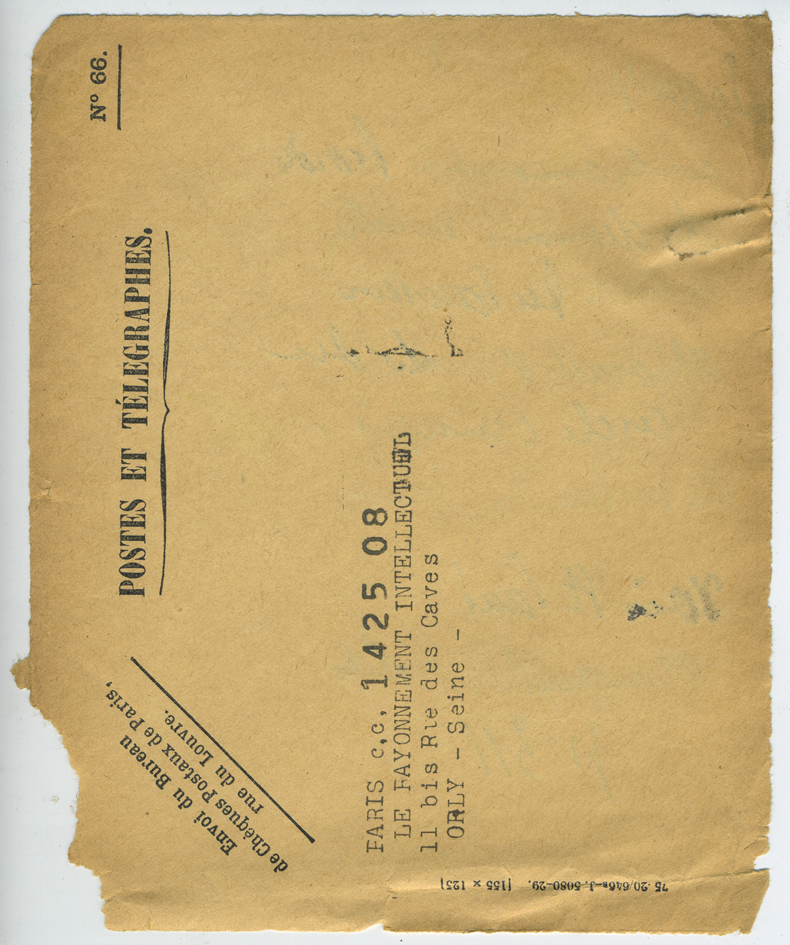 N° 66.
POSTES ET TÉLÉGRAPHES.
Envoi du Bureau
de Chèques Postaux de Paris,
rue du Louvre.
PARIS c,c, 1425 08
LE RAYONNEMENT INTELLECTUEL
11 bis Rue des Caves
ORLY - Seine -
75-20/646a-J. 5080-29. [155 × 125]